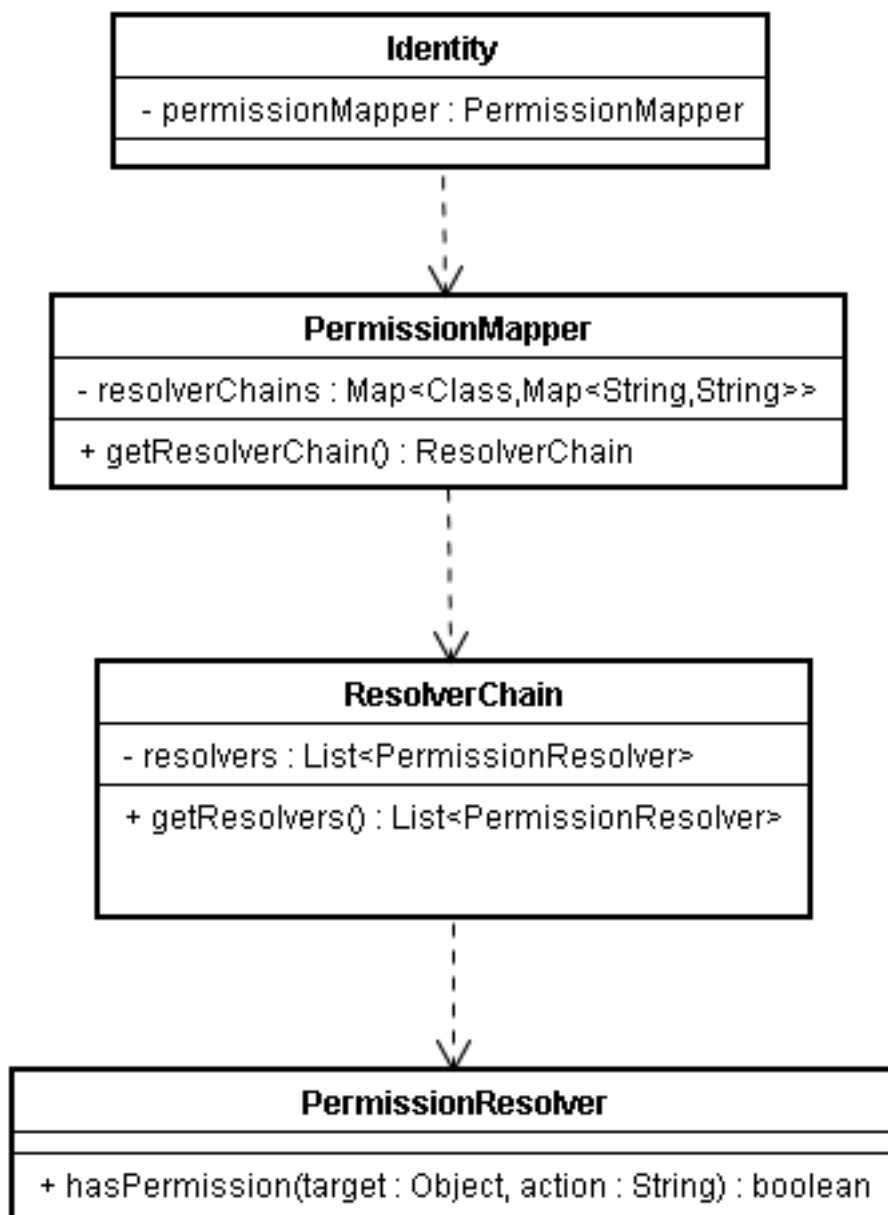 Identity
- permissionMapper : PermissionMapper
PermissionMapper
- resolverChains : Map<Class,Map<String,String>>
+ getResolverChain() : ResolverChain
ResolverChain
- resolvers : List<PermissionResolver>
+ getResolvers() : List<PermissionResolver>
PermissionResolver
+ hasPermission(target : Object, action : String) : boolean